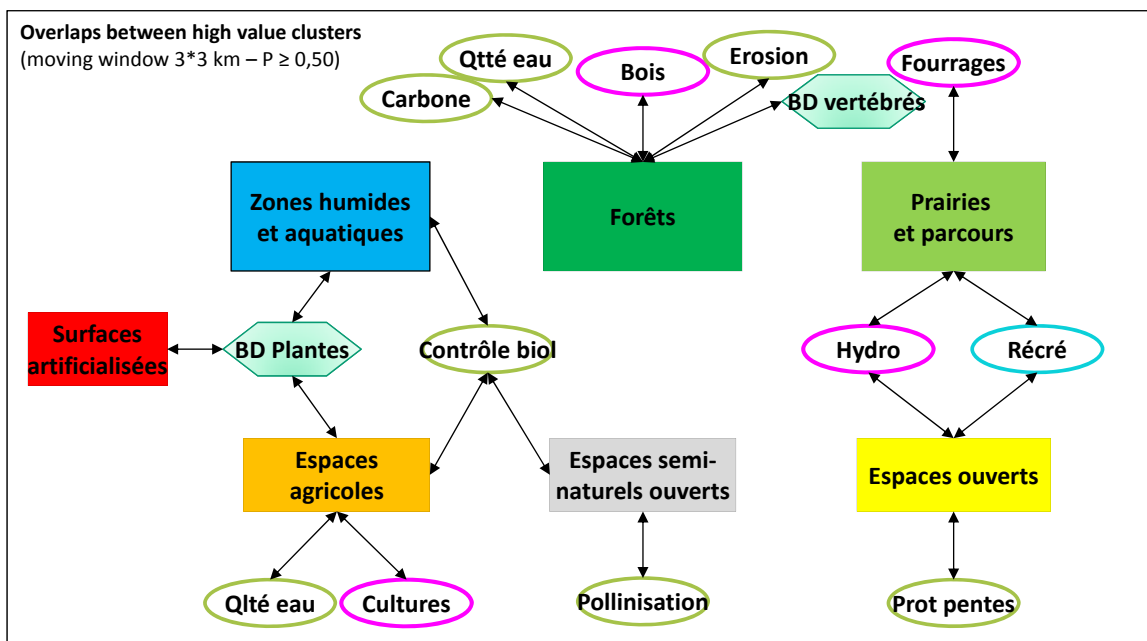 Overlaps between high value clusters
(moving window 3*3 km – P ≥ 0,50)
Qtté eau
Bois
Erosion
Fourrages
Carbone
BD vertébrés
Zones humides
et aquatiques
Forêts
Prairies
et parcours
Surfaces
artificialisées
BD Plantes
Contrôle biol
Hydro
Récré
Espaces
agricoles
Espaces semi-
naturels ouverts
Espaces ouverts
Qlté eau
Cultures
Pollinisation
Prot pentes